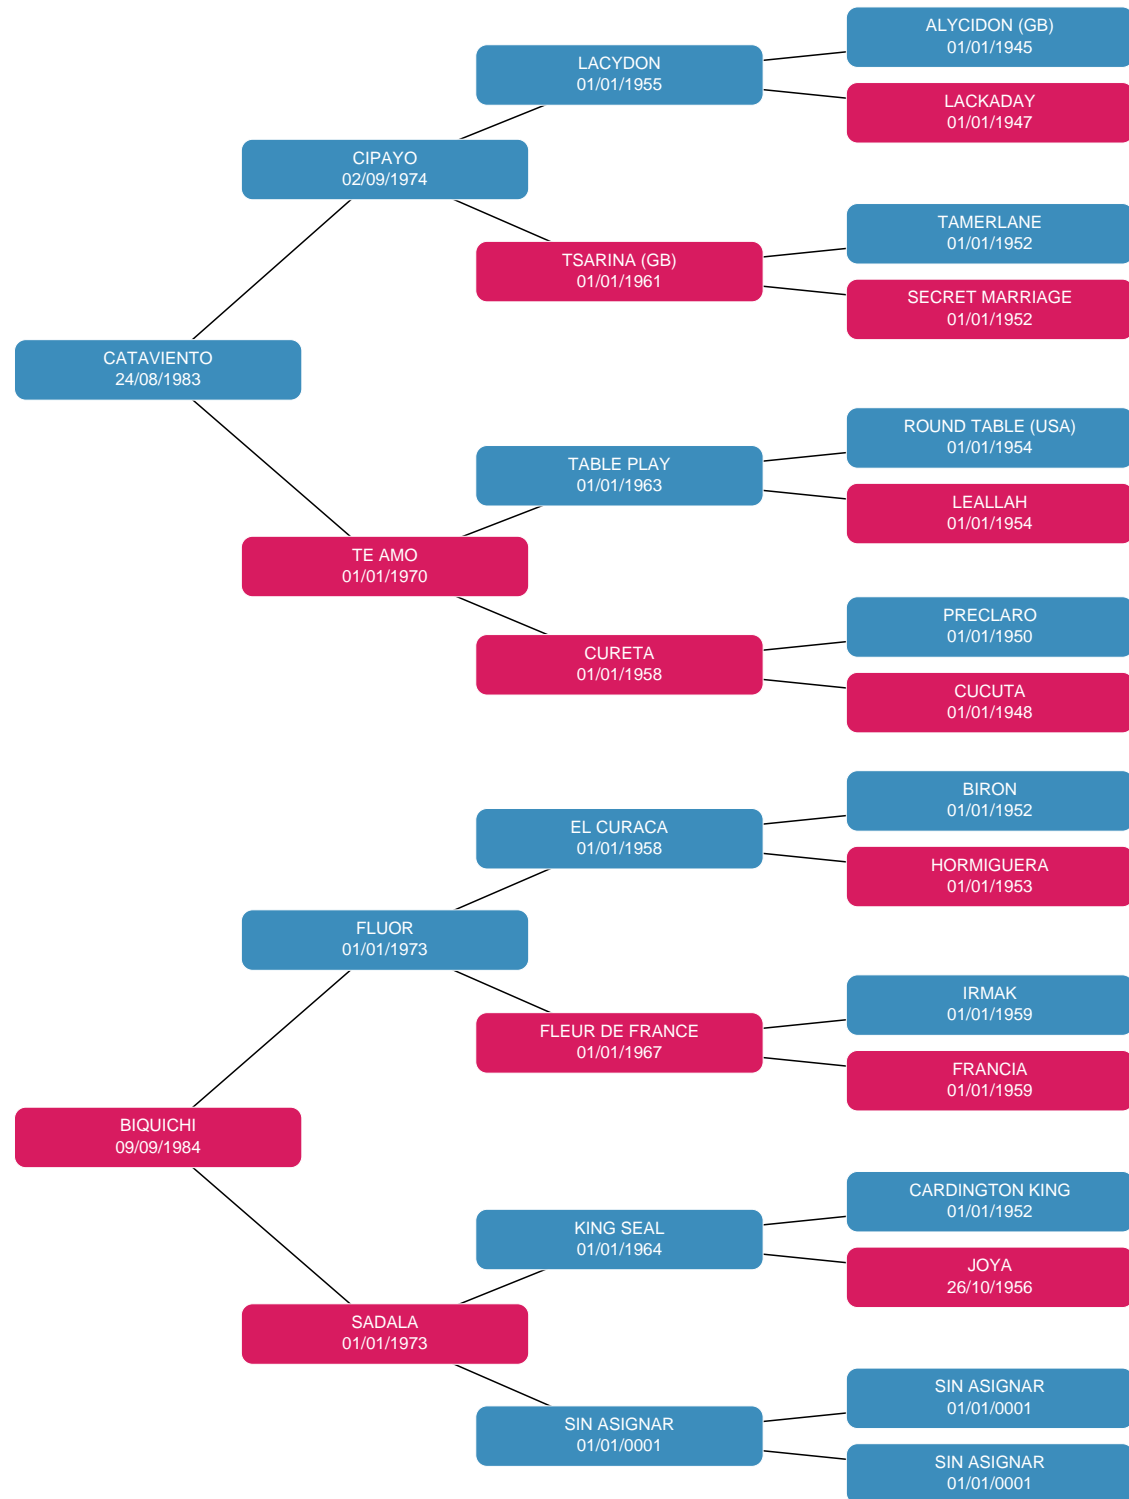 ALYCIDON (GB)
01/01/1945
LACYDON
01/01/1955
LACKADAY
01/01/1947
CIPAYO
02/09/1974
TAMERLANE
01/01/1952
TSARINA (GB)
01/01/1961
SECRET MARRIAGE
01/01/1952
CATAVIENTO
24/08/1983
ROUND TABLE (USA)
01/01/1954
TABLE PLAY
01/01/1963
LEALLAH
01/01/1954
TE AMO
01/01/1970
PRECLARO
01/01/1950
CURETA
01/01/1958
CUCUTA
01/01/1948
BIRON
01/01/1952
EL CURACA
01/01/1958
HORMIGUERA
01/01/1953
FLUOR
01/01/1973
IRMAK
01/01/1959
FLEUR DE FRANCE
01/01/1967
FRANCIA
01/01/1959
BIQUICHI
09/09/1984
CARDINGTON KING
01/01/1952
KING SEAL
01/01/1964
JOYA
26/10/1956
SADALA
01/01/1973
SIN ASIGNAR
01/01/0001
SIN ASIGNAR
01/01/0001
SIN ASIGNAR
01/01/0001